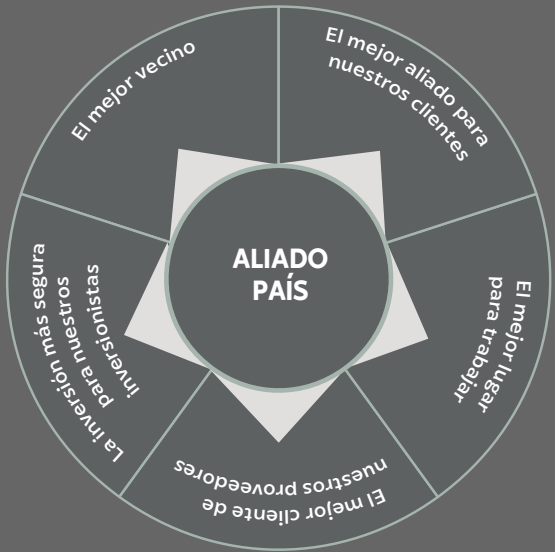 ALIADO
PAÍS
El mejor aliado para
nuestros clientes
El mejor lugar
para trabajar
El mejor cliente de
nuestros proveedores
La inversión más segura
para nuestros
inversionistas
El mejor vecino